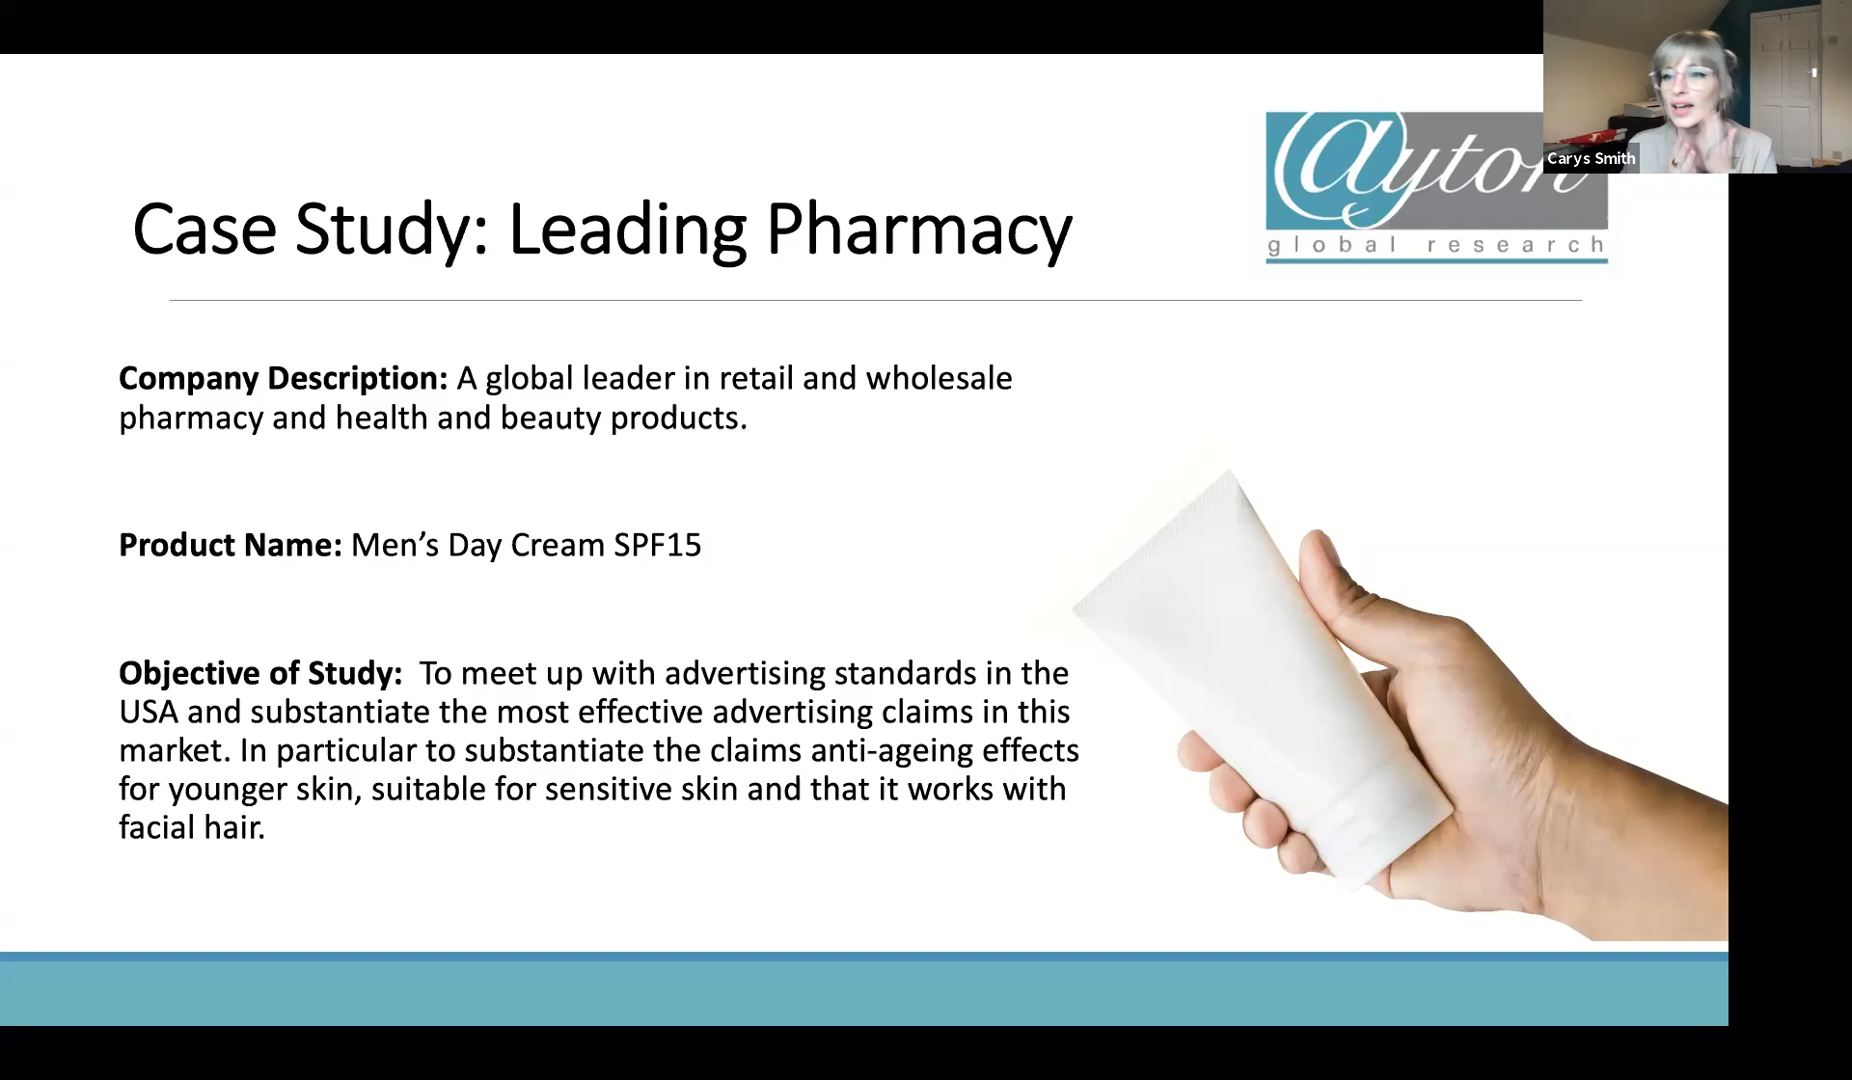 Carys Smith
@yton
global research
Case Study: Leading Pharmacy
Company Description: A global leader in retail and wholesale
pharmacy and health and beauty products.
Product Name: Men’s Day Cream SPF15
Objective of Study:  To meet up with advertising standards in the
USA and substantiate the most effective advertising claims in this
market. In particular to substantiate the claims anti-ageing effects
for younger skin, suitable for sensitive skin and that it works with
facial hair.